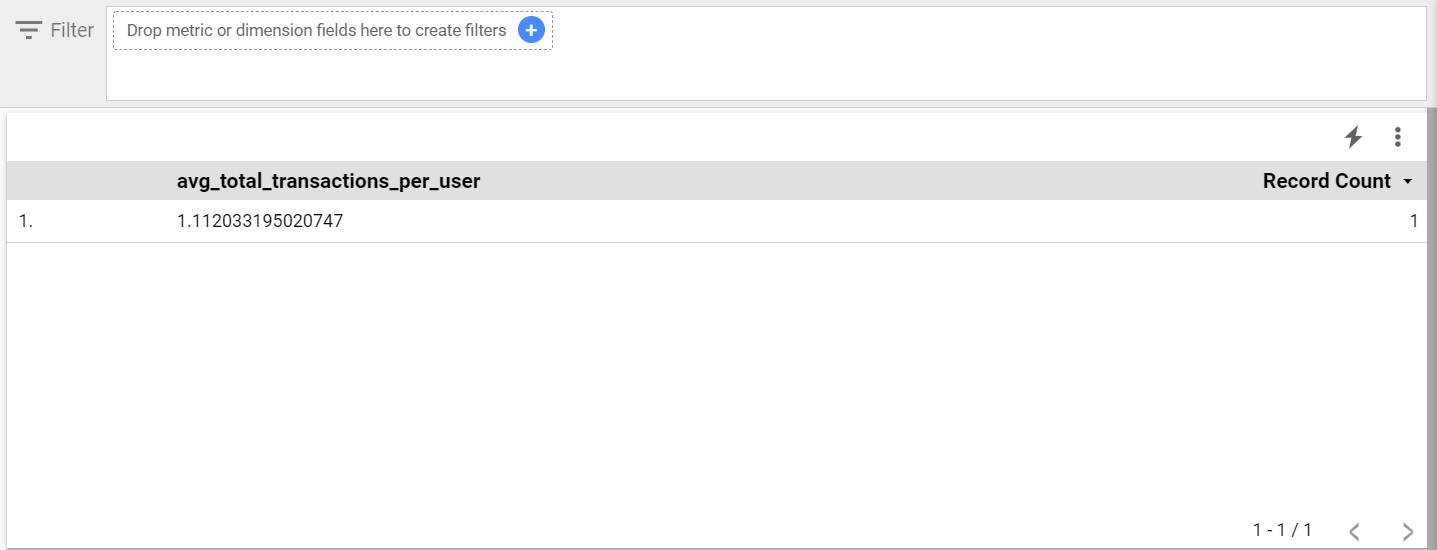 Filter
Drop metric or dimension fields here to create filters
avg_total_transactions_per_user Record Count
1. 1.112033195020747 1
1 - 1 / 1